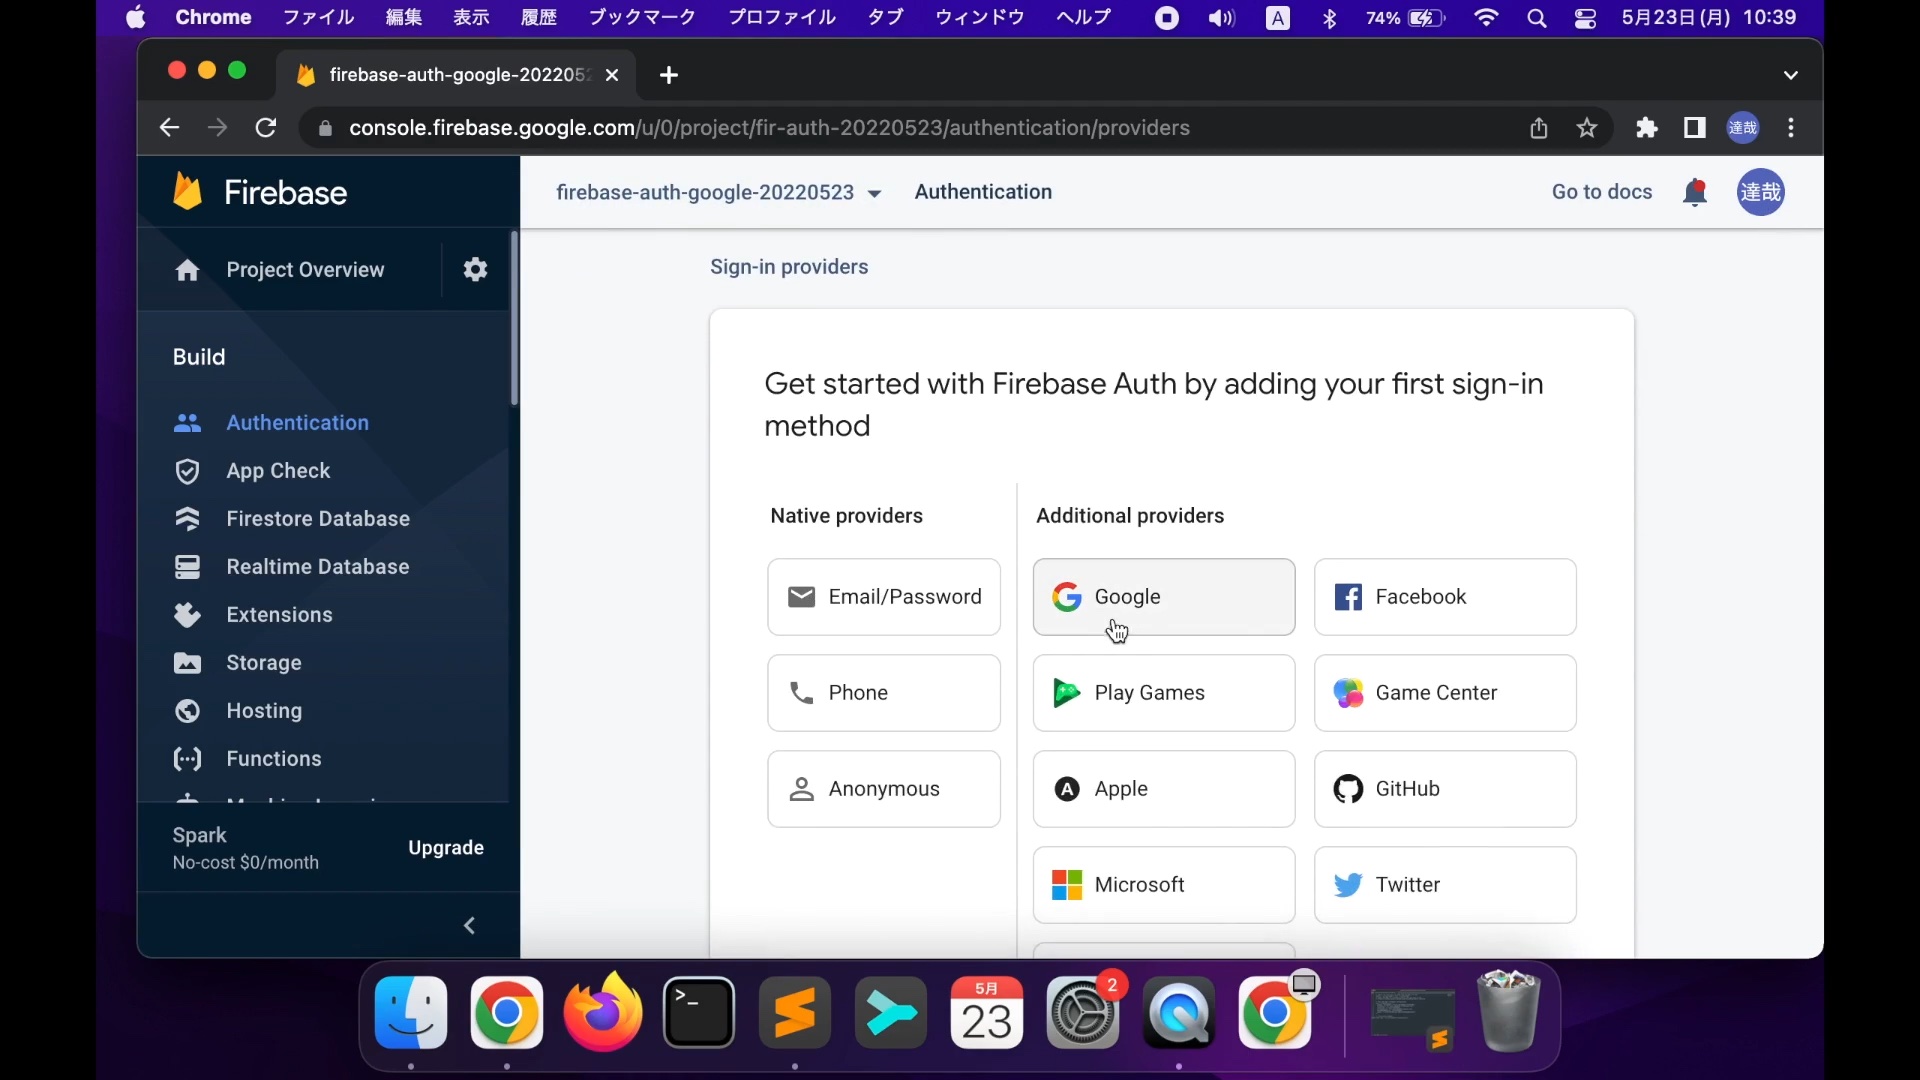 Chrome ファイル 編集 表示 履歴 ブックマーク プロファイル タブ ウィンドウ ヘルプ A 74% 5月23日(月) 10:39
firebase-auth-google-2022052
console.firebase.google.com/u/0/project/fir-auth-20220523/authentication/providers 達哉
Firebase
firebase-auth-google-20220523 Authentication Go to docs 達哉
Project Overview
Sign-in providers
Build
Get started with Firebase Auth by adding your first sign-in
method
Authentication
App Check
Firestore Database
Realtime Database
Extensions
Storage
Hosting
Functions
Native providers Additional providers
Email/Password Google Facebook
Phone Play Games Game Center
Anonymous Apple GitHub
Microsoft Twitter
Spark
No-cost $0/month
Upgrade
5月
23
2